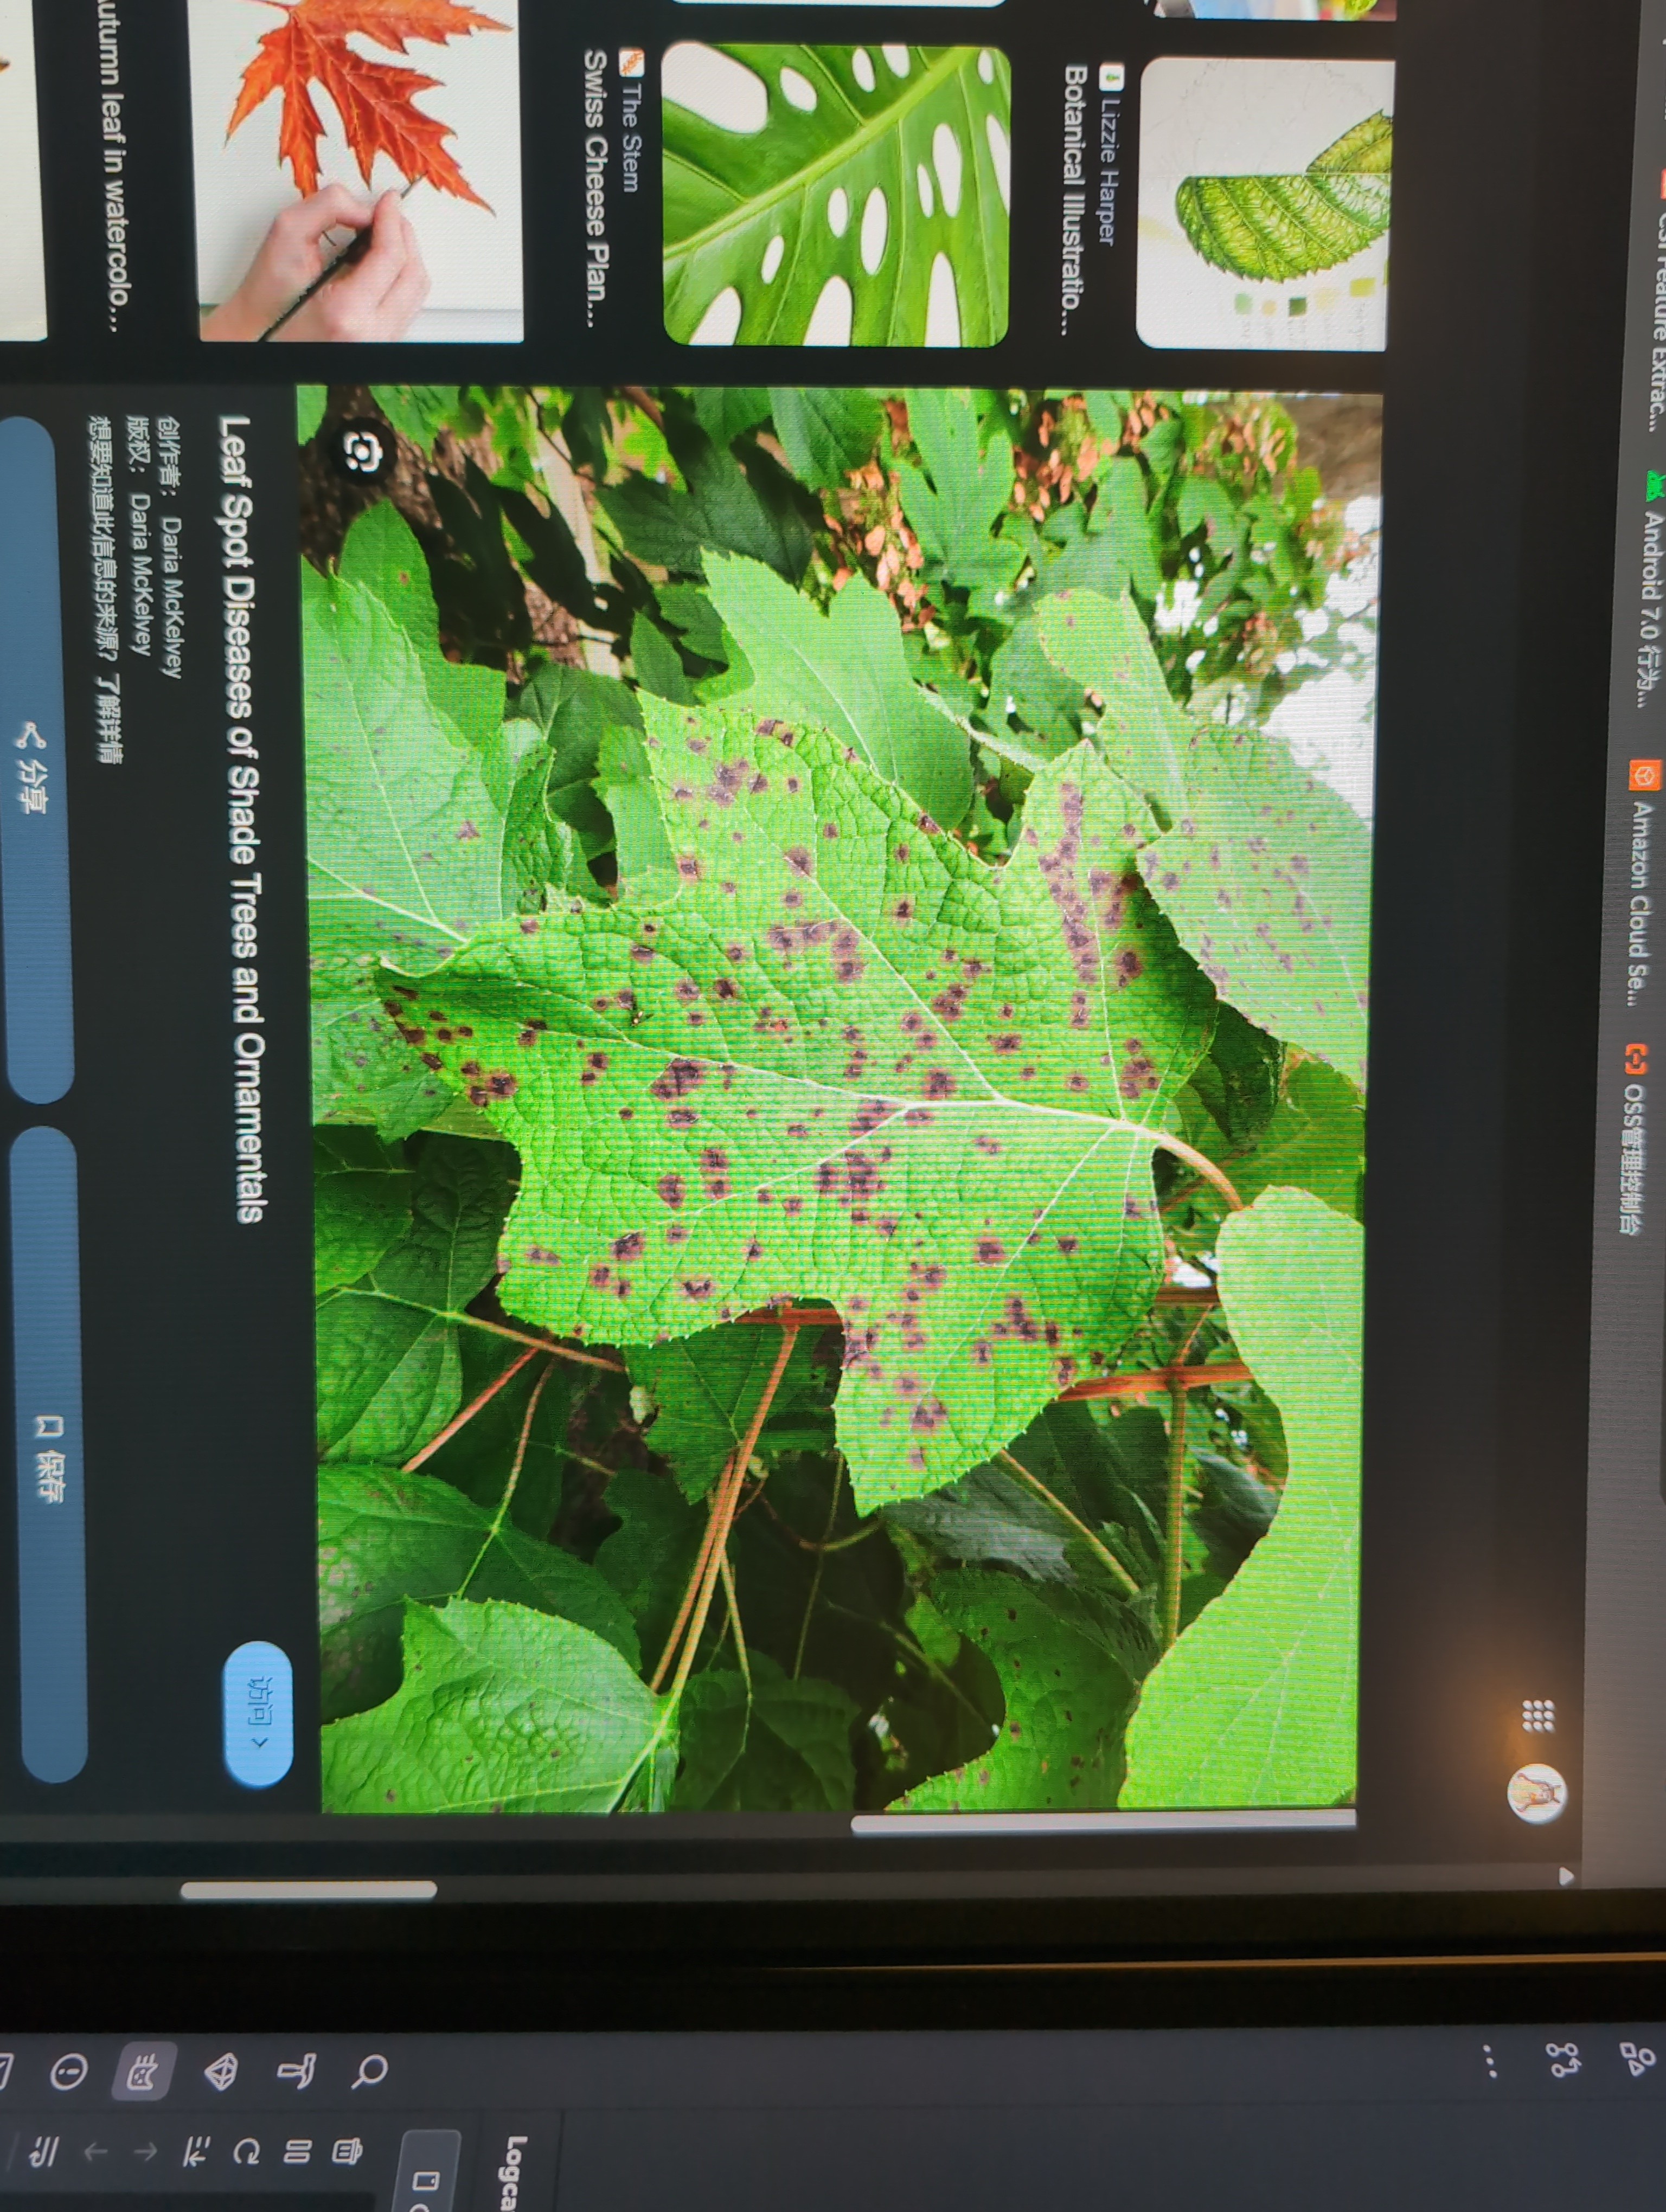 Android 7.0 行为...
Amazon Cloud Se...
OSS管理控制台
Lizzie Harper
Botanical Illustratio...
The Stem
Swiss Cheese Plan...
utumn leaf in watercolo...
Leaf Spot Diseases of Shade Trees and Ornamentals
访问 >
创作者： Daria McKelvey
版权： Daria McKelvey
想要知道此信息的来源？了解详情
分享
保存
Logca